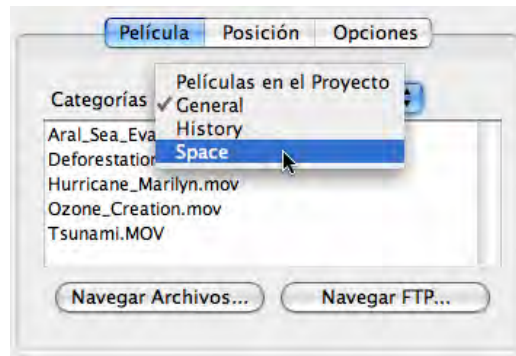 Película Posición Opciones
Películas en el Proyecto
Categorías ✓ General
History
Aral_Sea_Eva
Space
Deforestation
Hurricane_Marilyn.mov
Ozone_Creation.mov
Tsunami.MOV
Navegar Archivos... Navegar FTP...